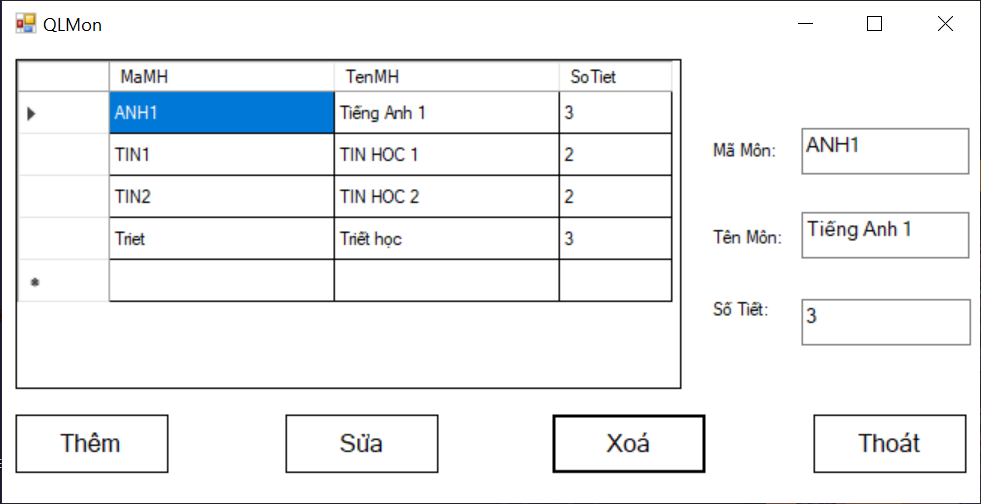 QLMon
MaMH TenMH SoTiet
ANH1 Tiếng Anh 1 3
TIN1 TIN HOC 1 2
TIN2 TIN HOC 2 2
Triet Triết học 3
Mã Môn: ANH1
Tên Môn: Tiếng Anh 1
Số Tiết: 3
Thêm Sửa Xoá Thoát